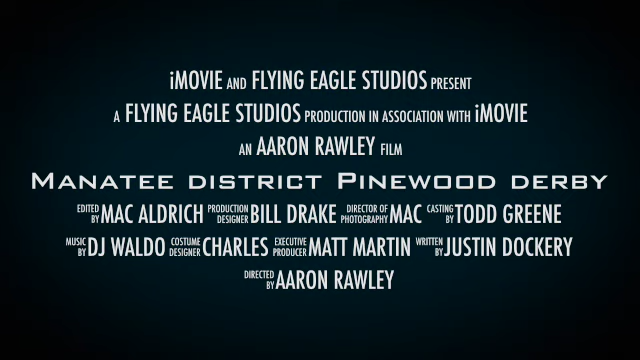 iMOVIE AND FLYING EAGLE STUDIOS PRESENT
A FLYING EAGLE STUDIOS PRODUCTION IN ASSOCIATION WITH iMOVIE
AN AARON RAWLEY FILM
MANATEE DISTRICT PINEWOOD DERBY
EDITED BY MAC ALDRICH PRODUCTION DESIGNER BILL DRAKE DIRECTOR OF PHOTOGRAPHY MAC CASTING BY TODD GREENE
MUSIC BY DJ WALDO COSTUME DESIGNER CHARLES EXECUTIVE PRODUCER MATT MARTIN WRITTEN BY JUSTIN DOCKERY
DIRECTED BY AARON RAWLEY